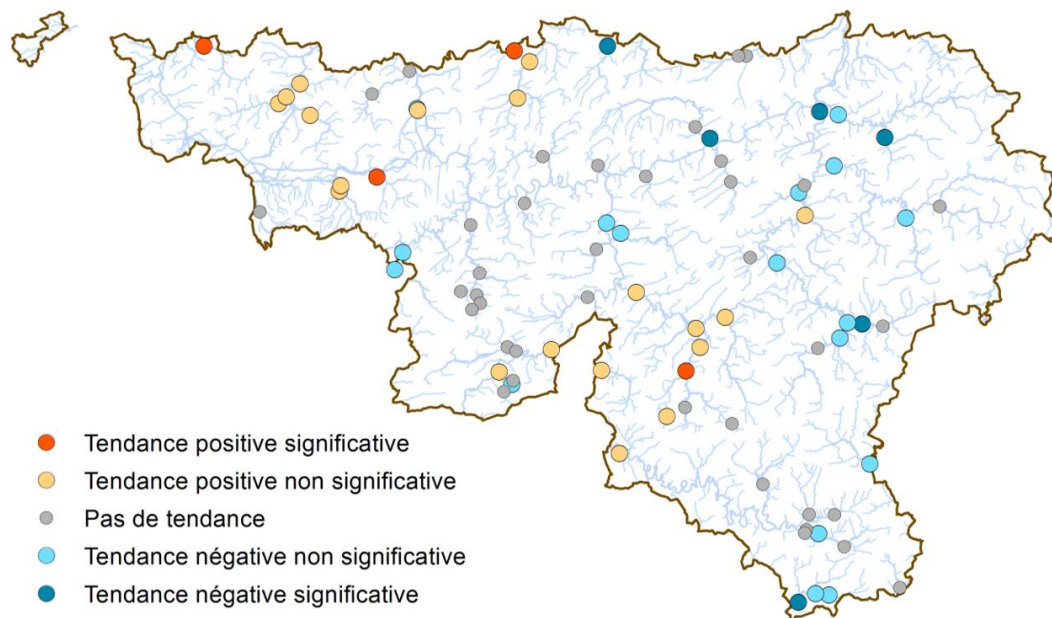 Tendance positive significative
Tendance positive non significative
Pas de tendance
Tendance négative non significative
Tendance négative significative